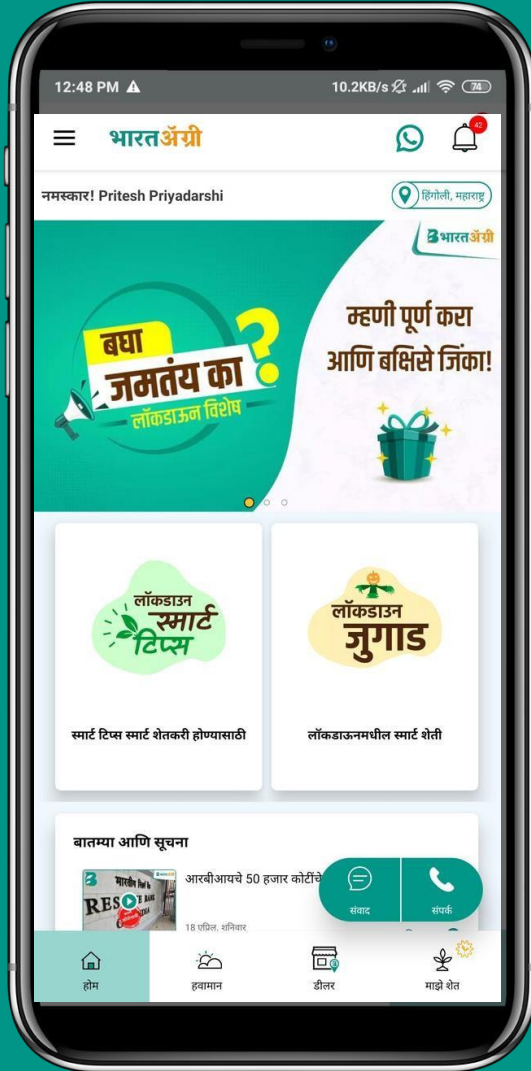 12:48 PM
10.2KB/s
74
भारतॲग्री
42
नमस्कार! Pritesh Priyadarshi
हिंगोली, महाराष्ट्र
भारतॲग्री
बघा
जमतंय का ?
लॉकडाऊन विशेष
म्हणी पूर्ण करा
आणि बक्षिसे जिंका!
लॉकडाउन
स्मार्ट
टिप्स
स्मार्ट टिप्स स्मार्ट शेतकरी होण्यासाठी
लॉकडाउन
जुगाड
लॉकडाऊनमधील स्मार्ट शेती
बातम्या आणि सूचना
आरबीआयचे 50 हजार कोटींचे
18 एप्रिल, शनिवार
संवाद
संपर्क
होम
हवामान
डीलर
माझे शेत